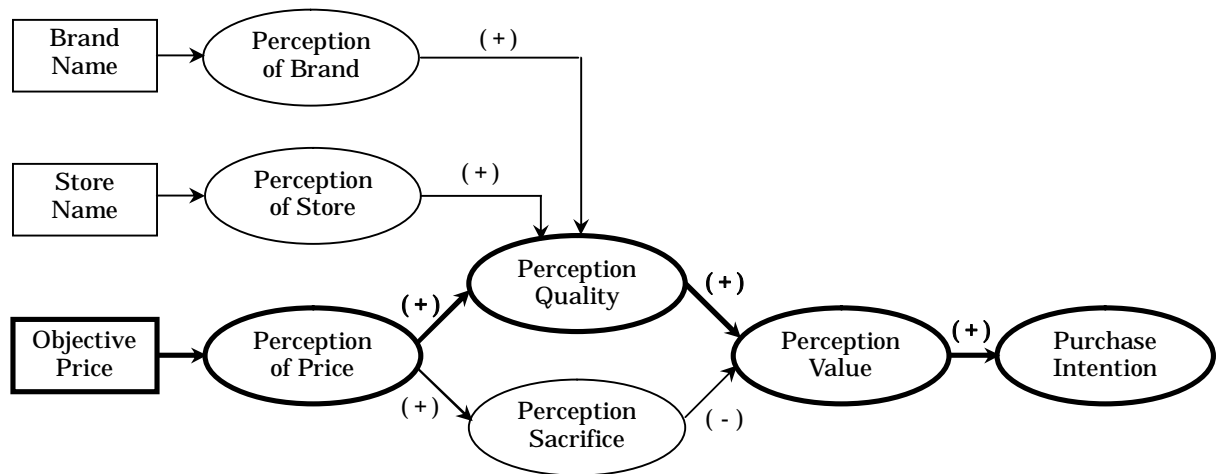 Brand
Name
Perception
of Brand
(+)
Store
Name
Perception
of Store
(+)
Perception
Quality
(+)
(+)
Objective
Price
Perception
of Price
(+)
Perception
Sacrifice
(-)
Perception
Value
(+)
Purchase
Intention